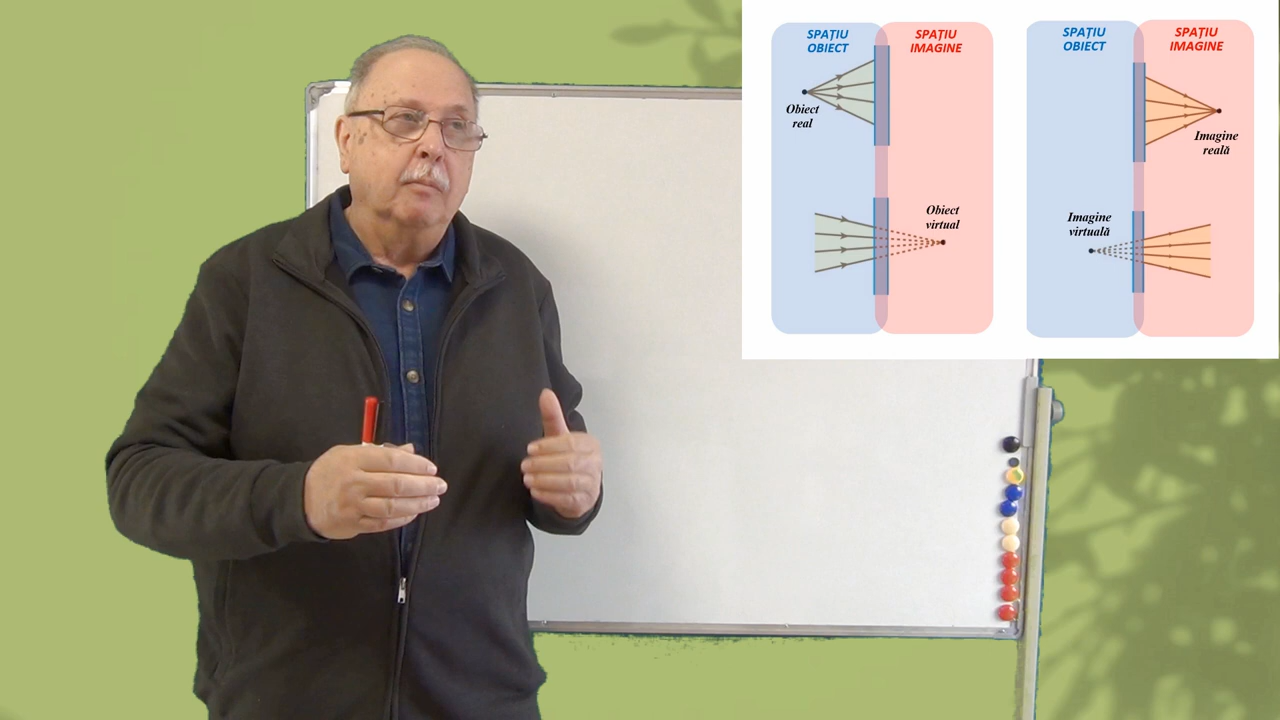 SPAȚIU
OBIECT
SPAȚIU
IMAGINE
Obiect
real
Obiect
virtual
SPAȚIU
OBIECT
SPAȚIU
IMAGINE
Imagine
reală
Imagine
virtuală